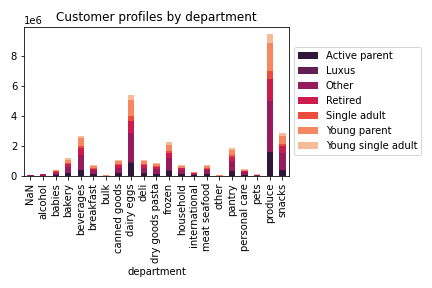 Customer profiles by department
1e6
8
6
4
2
0
Active parent
Luxus
Other
Retired
Single adult
Young parent
Young single adult
NaN
alcohol
babies
bakery
beverages
breakfast
bulk
canned goods
dairy eggs
deli
dry goods pasta
frozen
household
international
meat seafood
other
pantry
personal care
pets
produce
snacks
department